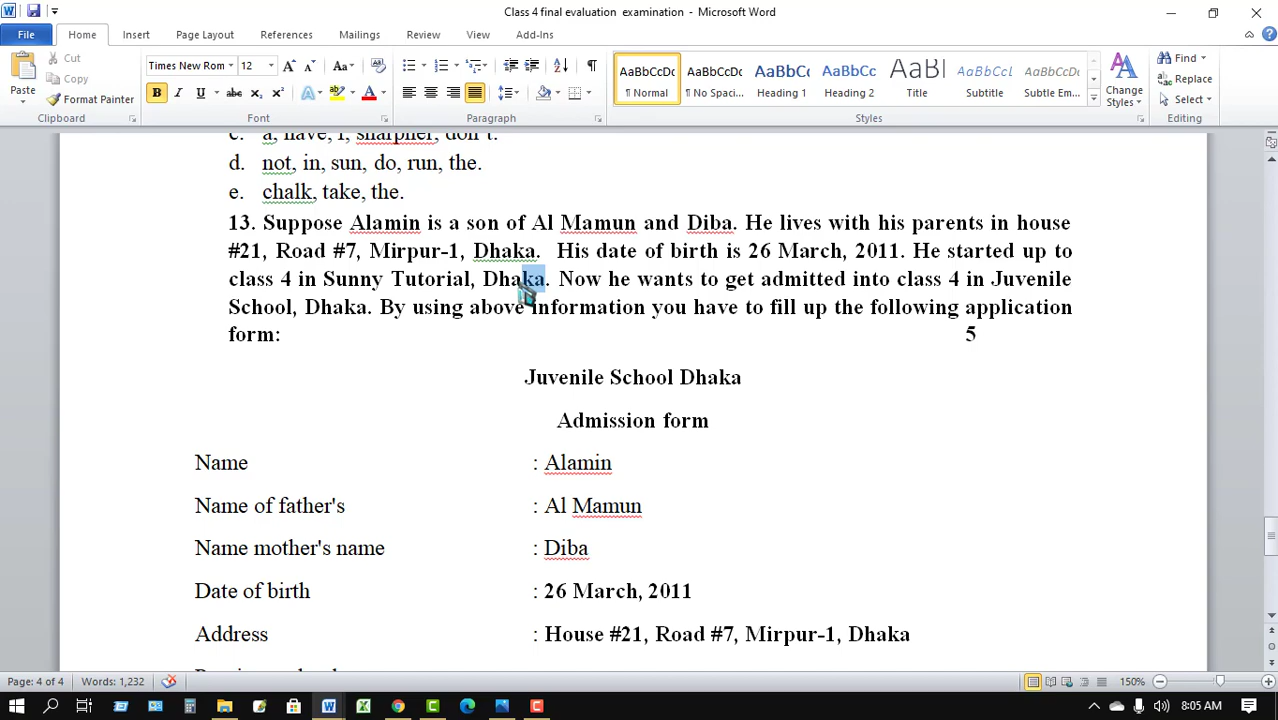 Class 4 final evaluation examination - Microsoft Word
File Home Insert Page Layout References Mailings Review View Add-Ins
Paste Cut Copy Format Painter
Times New Rom 12 Aa
B I U abc X₂ X² A A
AaBbCcDc AaBbCcDc AaBbCc AaBbCc AaBI AaBbCcL AaBbCcDc
¶ Normal ¶ No Spaci... Heading 1 Heading 2 Title Subtitle Subtle Em...
Change Styles
Find Replace Select
Clipboard Font Paragraph Styles Editing
c. a, have, I, sharpner, don't.
d. not, in, sun, do, run, the.
e. chalk, take, the.
13. Suppose Alamin is a son of Al Mamun and Diba. He lives with his parents in house
#21, Road #7, Mirpur-1, Dhaka. His date of birth is 26 March, 2011. He started up to
class 4 in Sunny Tutorial, Dhaka. Now he wants to get admitted into class 4 in Juvenile
School, Dhaka. By using above information you have to fill up the following application
form: 5
Juvenile School Dhaka
Admission form
Name : Alamin
Name of father's : Al Mamun
Name mother's name : Diba
Date of birth : 26 March, 2011
Address : House #21, Road #7, Mirpur-1, Dhaka
Page: 4 of 4 Words: 1,232 150%
8:05 AM